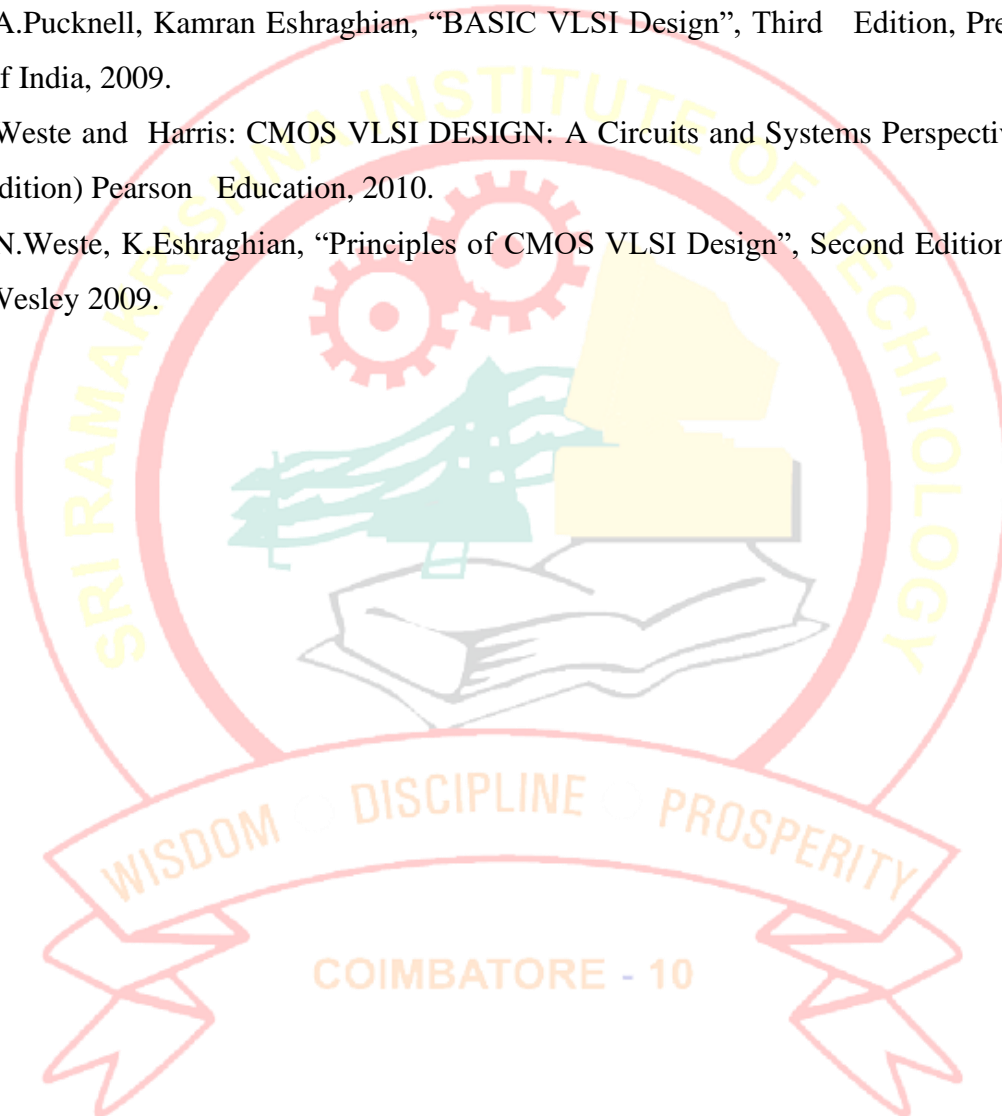 A.Pucknell, Kamran Eshraghian, “BASIC VLSI Design”, Third Edition, Pre
f India, 2009.
Weste and Harris: CMOS VLSI DESIGN: A Circuits and Systems Perspectiv
dition) Pearson Education, 2010.
N.Weste, K.Eshraghian, “Principles of CMOS VLSI Design”, Second Edition
Wesley 2009.
SRI RAMAKRISHNA INSTITUTE OF TECHNOLOGY
WISDOM DISCIPLINE PROSPERITY
COIMBATORE - 10